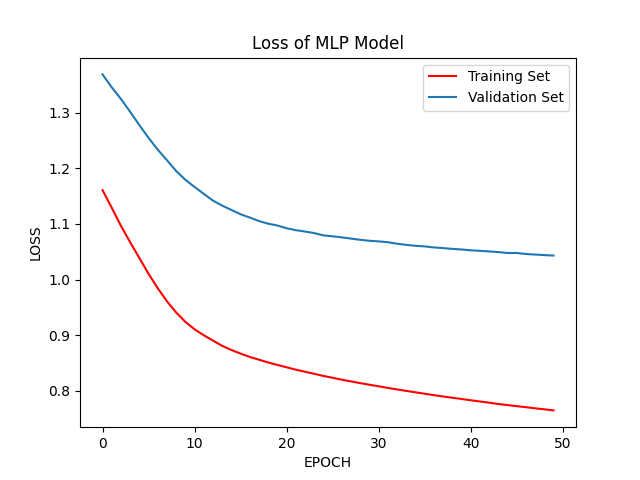 Loss of MLP Model
Training Set
Validation Set
1.3
1.2
1.1
1.0
0.9
0.8
LOSS
0 10 20 30 40 50
EPOCH